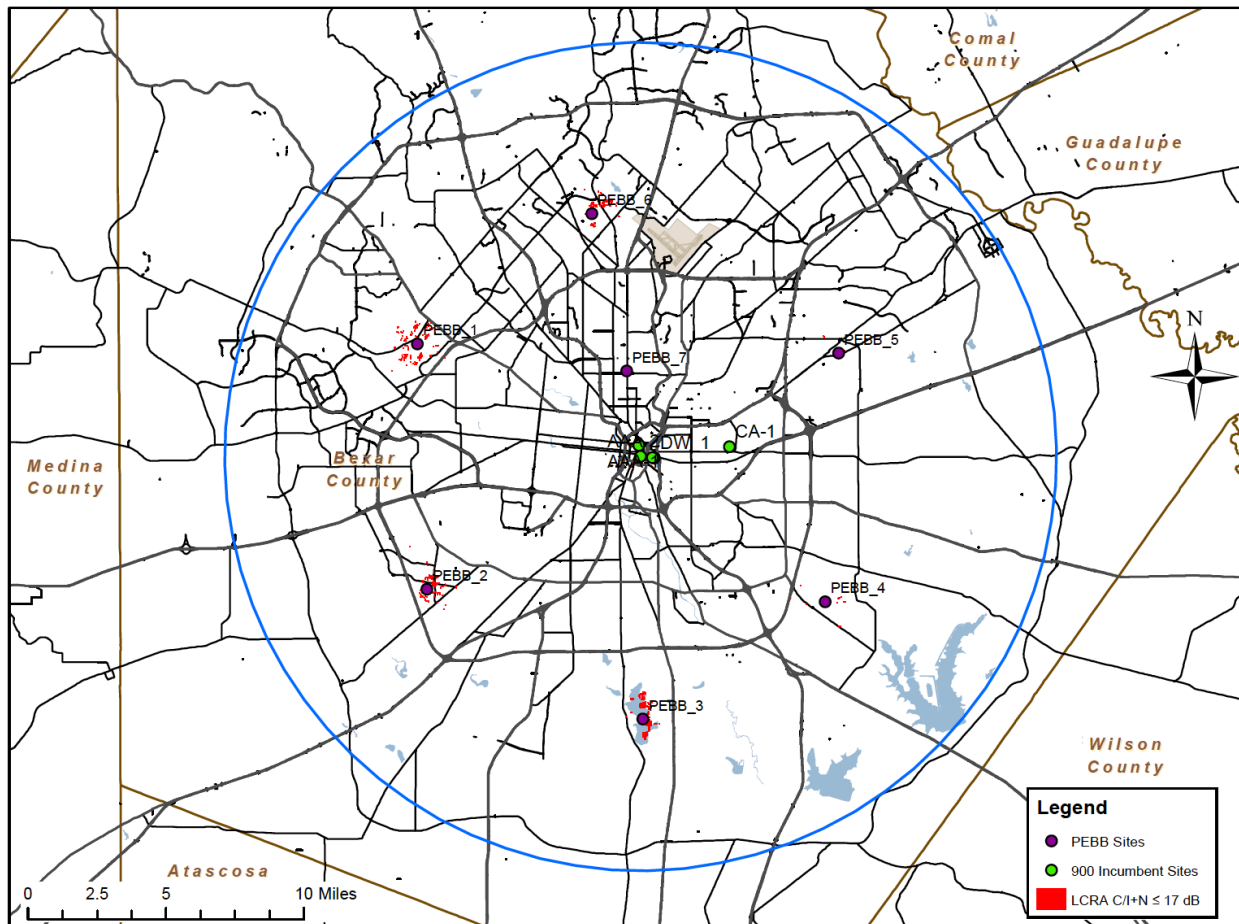 Comal
County
Guadalupe
County
N
PEBB_6
PEBB_1
PEBB_5
PEBB_7
CA-1
Medina
County
Bexar
County
PEBB_2
PEBB_4
PEBB_3
Wilson
County
Atascosa
0 2.5 5 10 Miles
Legend
PEBB Sites
900 Incumbent Sites
LCRA C/I+N ≤ 17 dB